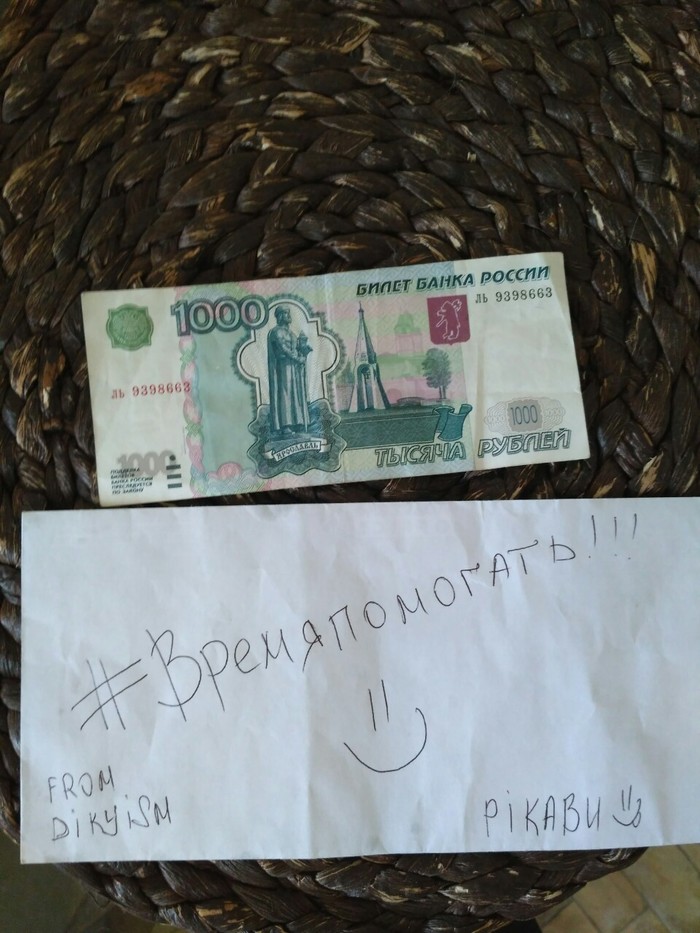 БИЛЕТ БАНКА РОССИИ
1000
ль 9398663
ль 9398663
ЯРОСЛАВЛЬ
1000
ТЫСЯЧА РУБЛЕЙ
1000
ПОДДЕЛКА
БИЛЕТОВ
БАНКА РОССИИ
ПРЕСЛЕДУЕТСЯ
ПО ЗАКОНУ
#Времяпомогать!!!
FROM
DiKyiSM
PiKABU